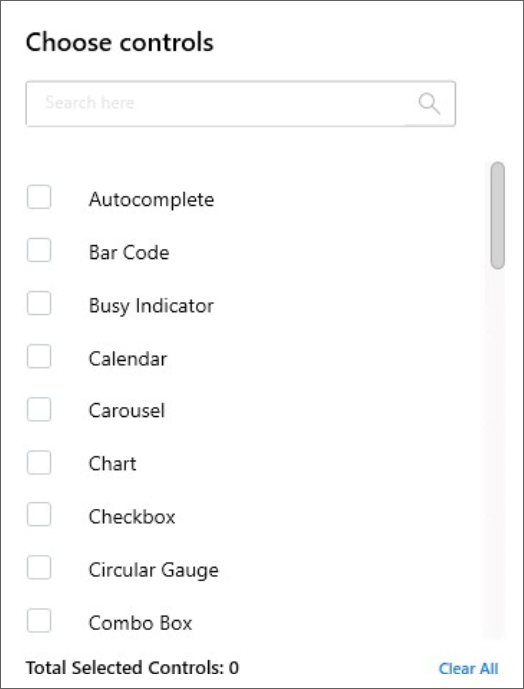 Choose controls
Search here
Autocomplete
Bar Code
Busy Indicator
Calendar
Carousel
Chart
Checkbox
Circular Gauge
Combo Box
Total Selected Controls: 0 Clear All